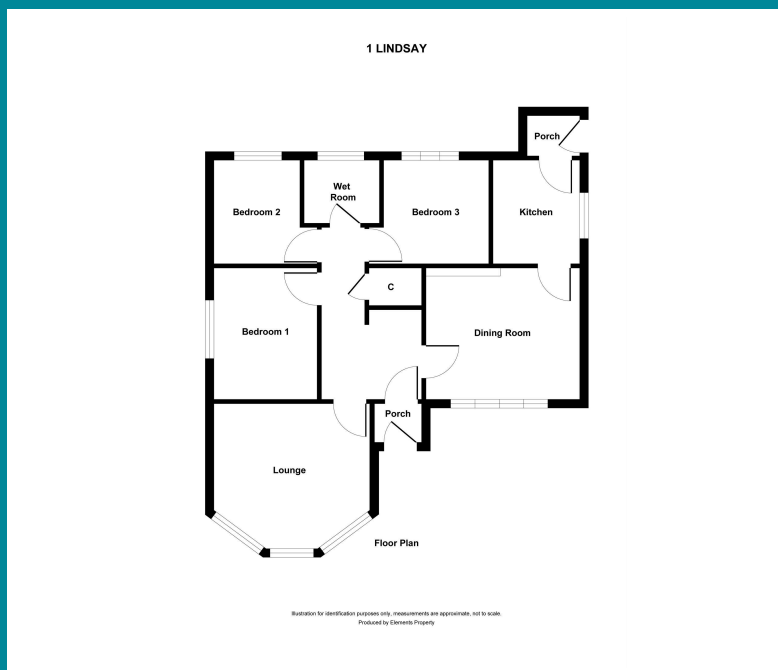 1 LINDSAY
Porch
Wet
Room
Bedroom 2
Bedroom 3
Kitchen
C
Bedroom 1
Dining Room
Porch
Lounge
Floor Plan
Illustration for identification purposes only, measurements are approximate, not to scale.
Produced by Elements Property